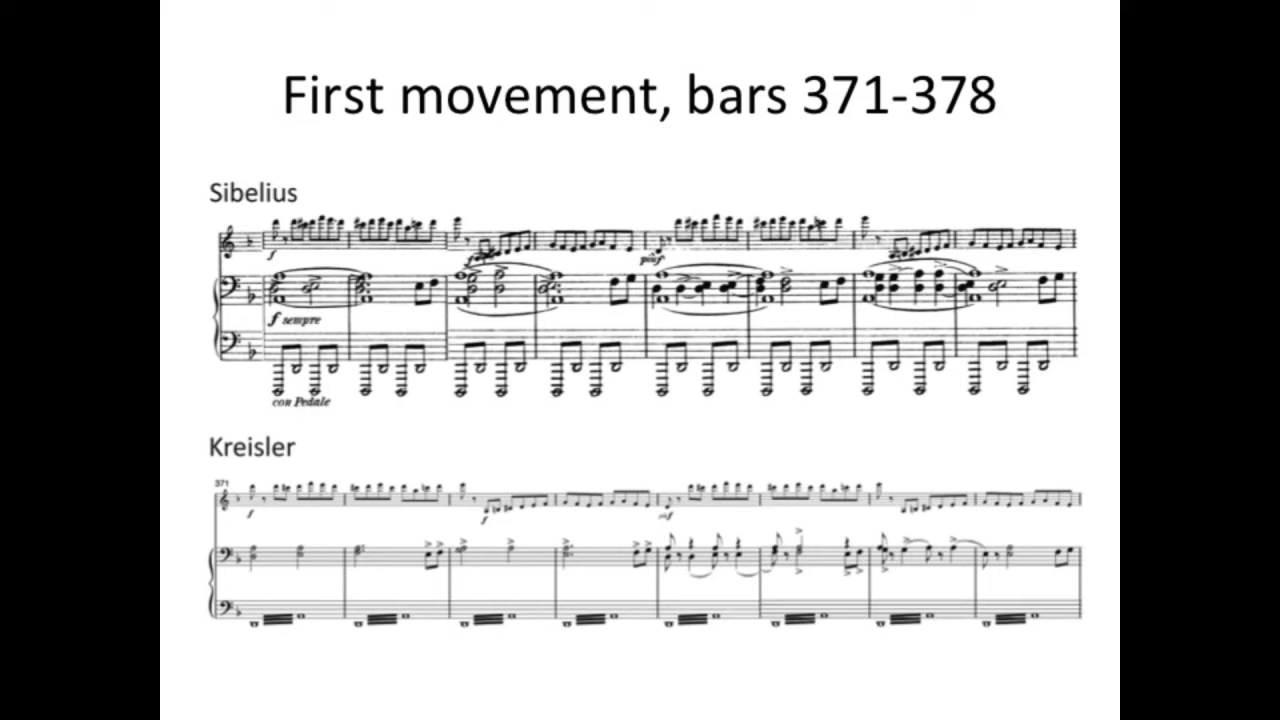 First movement, bars 371-378
Sibelius
f
f sempre
con Pedale
Kreisler
371
f
f